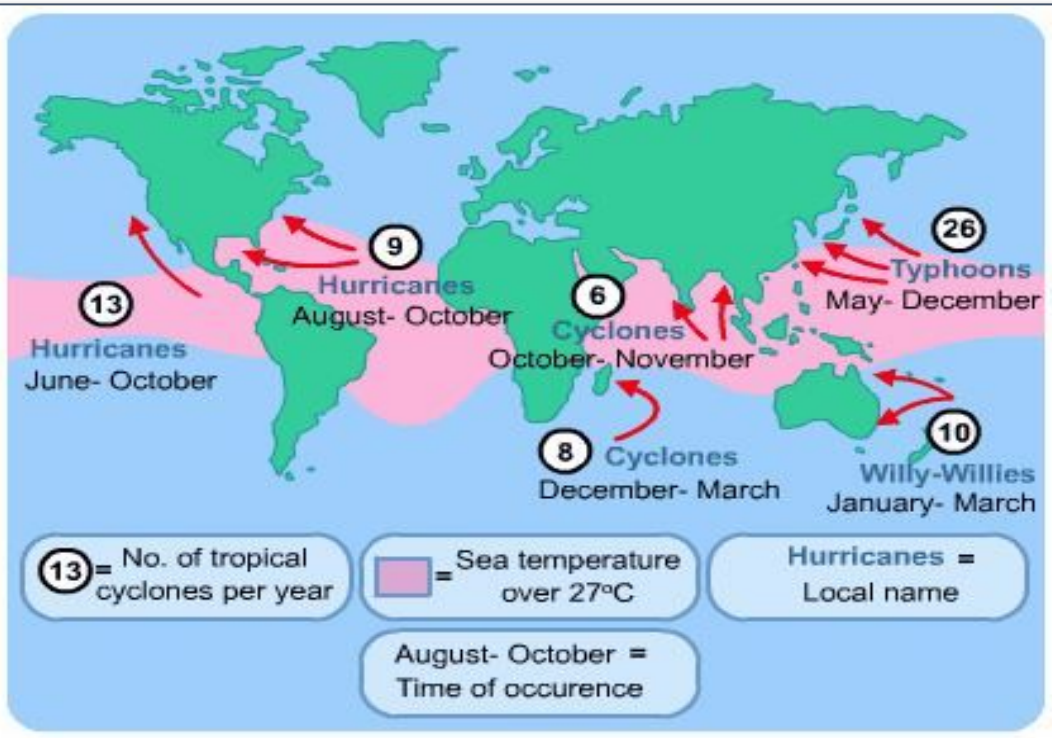 13
Hurricanes
June- October
9
Hurricanes
August- October
6
Cyclones
October- November
26
Typhoons
May- December
8
Cyclones
December- March
10
Willy-Willies
January- March
13 = No. of tropical
cyclones per year
= Sea temperature
over 27°C
Hurricanes =
Local name
August- October =
Time of occurence